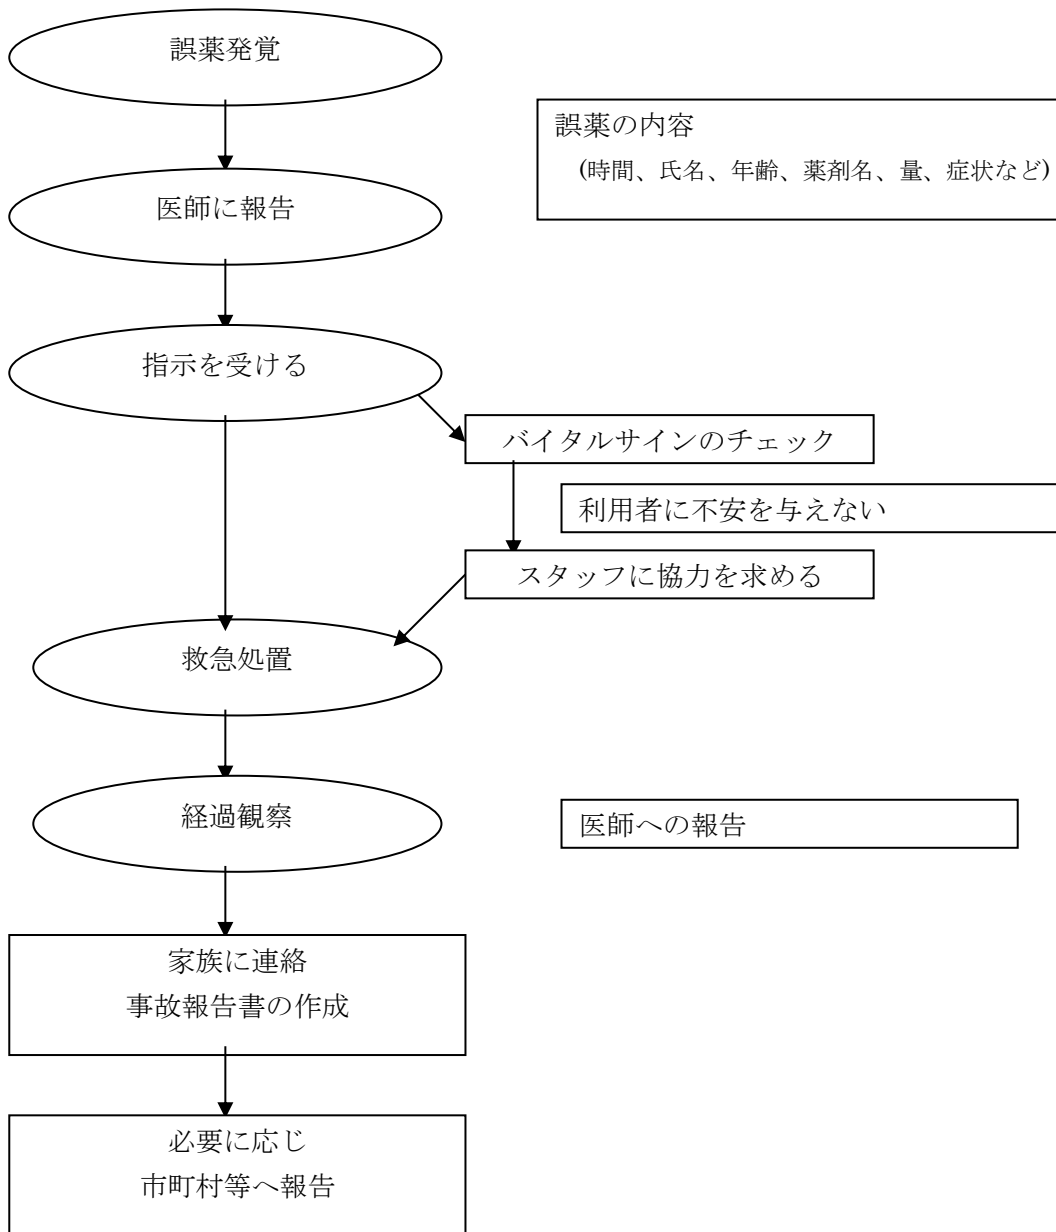 誤薬発覚
誤薬の内容
(時間、氏名、年齢、薬剤名、量、症状など)
医師に報告
指示を受ける
バイタルサインのチェック
利用者に不安を与えない
スタッフに協力を求める
救急処置
経過観察
医師への報告
家族に連絡
事故報告書の作成
必要に応じ
市町村等へ報告